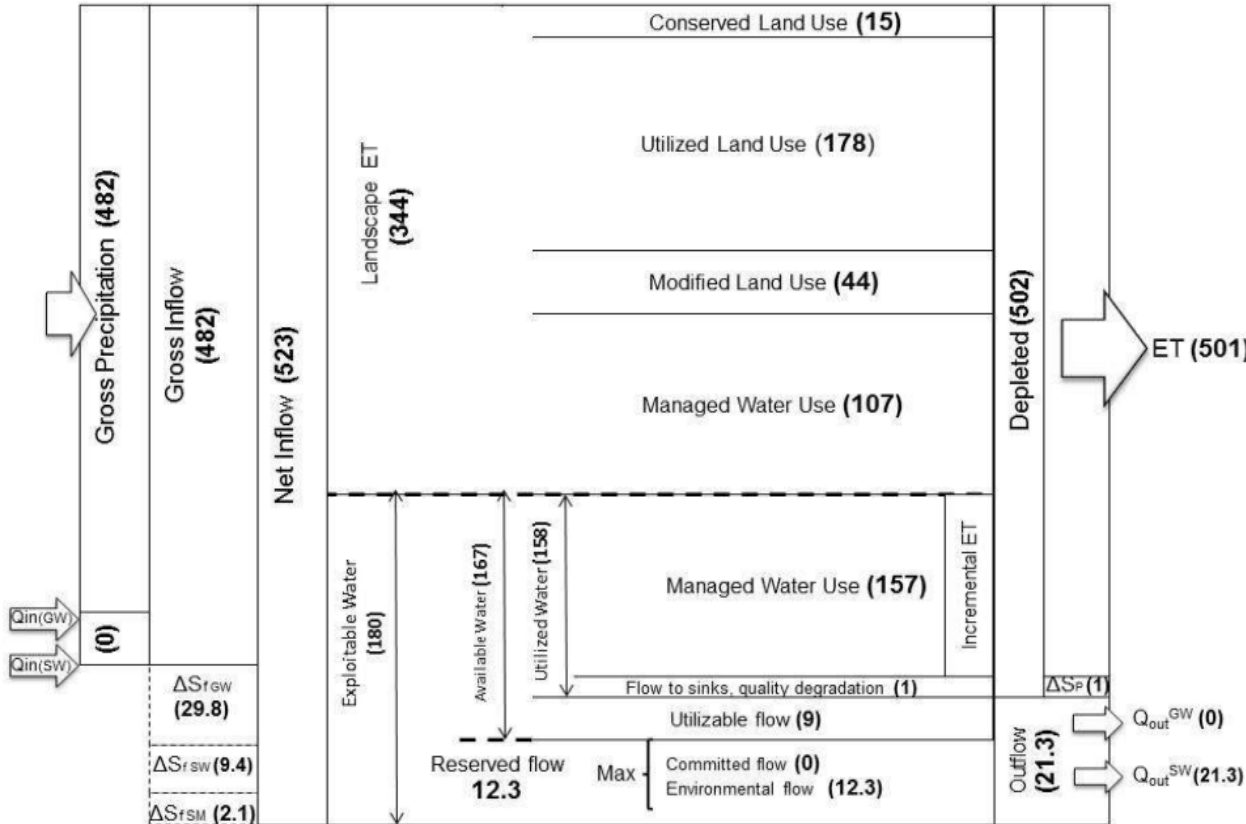 Gross Precipitation (482)
Qin(GW)
Qin(SW)
(0)
Gross Inflow
(482)
ΔSfGW
(29.8)
ΔSfSW (9.4)
ΔSfSM (2.1)
Net Inflow (523)
Landscape ET
(344)
Conserved Land Use (15)
Utilized Land Use (178)
Modified Land Use (44)
Managed Water Use (107)
Exploitable Water
(180)
Available Water (167)
Utilized Water (158)
Managed Water Use (157)
Incremental ET
Flow to sinks, quality degradation (1)
Utilizable flow (9)
Reserved flow
12.3
Max
Committed flow (0)
Environmental flow (12.3)
Depleted (502)
ET (501)
ΔSP (1)
Outflow
(21.3)
QoutGW (0)
QoutSW (21.3)